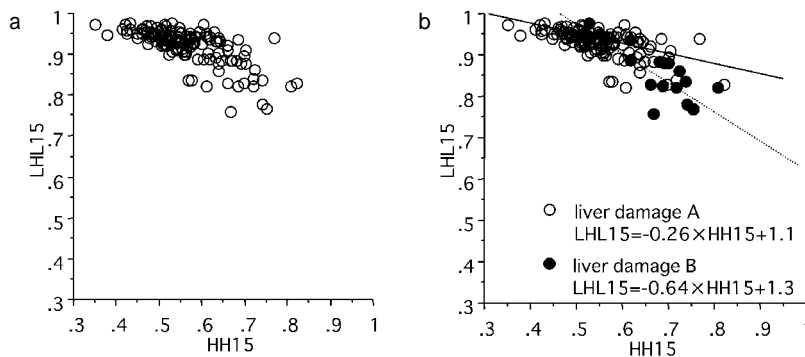 a
1
.9
.8
.7
.6
.5
.4
.3
LHL15
.3 .4 .5 .6 .7 .8 .9 1
HH15
b
1
.9
.8
.7
.6
.5
.4
.3
LHL15
liver damage A
LHL15=-0.26×HH15+1.1
liver damage B
LHL15=-0.64×HH15+1.3
.3 .4 .5 .6 .7 .8 .9 1
HH15